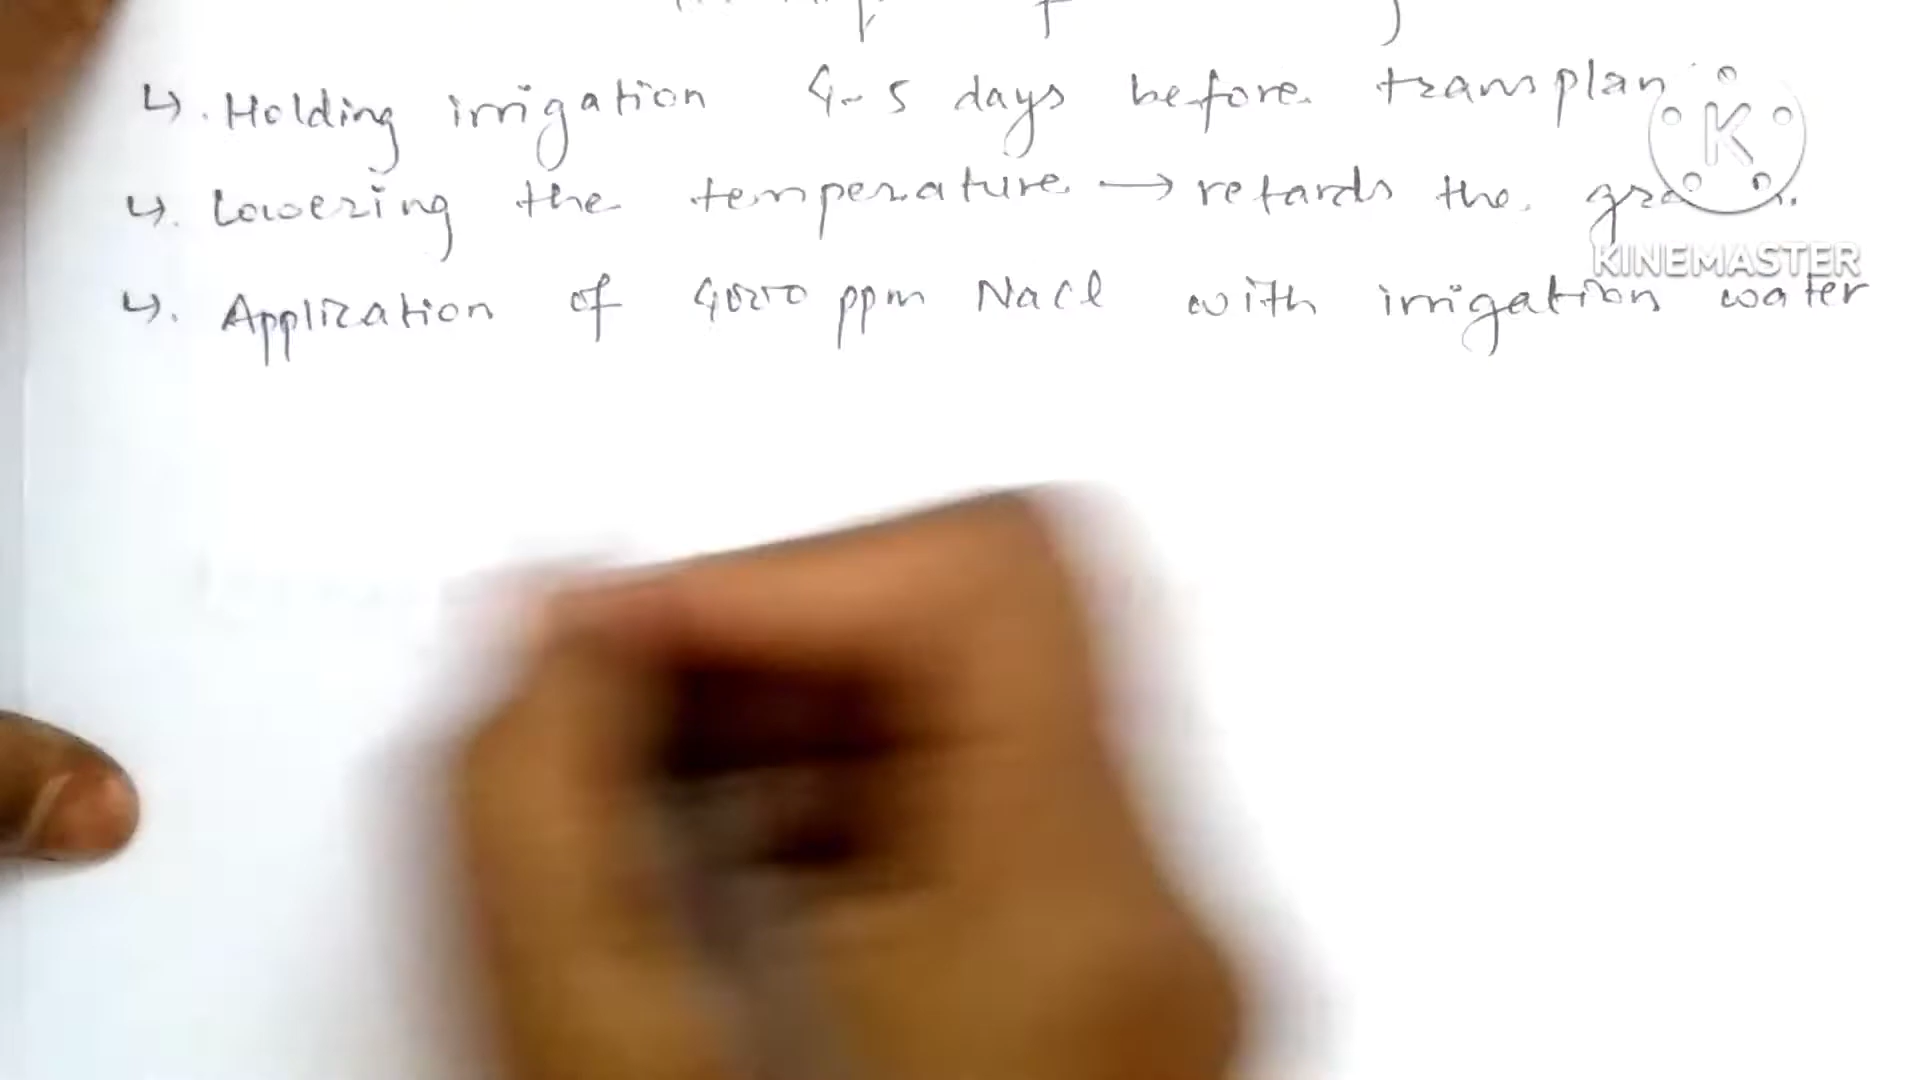 ↳. Holding irrigation 4-5 days before transplan
↳. Lowering the temperature → retards the
↳. Application of 4000 ppm NaCl with irrigation water
K
KINEMASTER